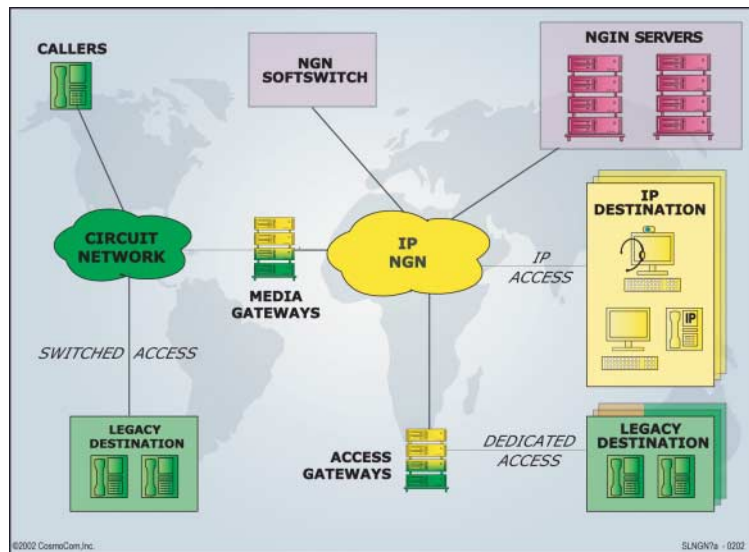 CALLERS
NGN
SOFTSWITCH
NGIN SERVERS
IP
DESTINATION
CIRCUIT
NETWORK
IP
NGN
IP
ACCESS
MEDIA
GATEWAYS
IP
SWITCHED ACCESS
LEGACY
DESTINATION
ACCESS
GATEWAYS
DEDICATED
ACCESS
LEGACY
DESTINATION
©2002 CosmoCom,Inc.
SLNGN7a - 0202